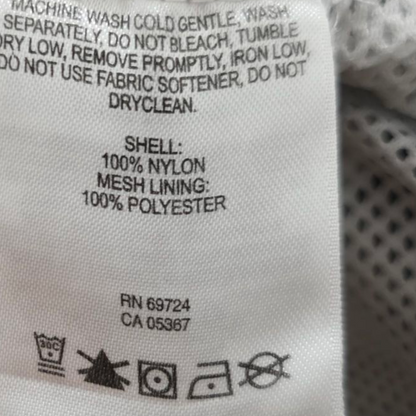 MACHINE WASH COLD GENTLE, WASH
SEPARATELY, DO NOT BLEACH, TUMBLE
DRY LOW, REMOVE PROMPTLY, IRON LOW,
DO NOT USE FABRIC SOFTENER, DO NOT
DRYCLEAN.
SHELL:
100% NYLON
MESH LINING:
100% POLYESTER
RN 69724
CA 05367
30C